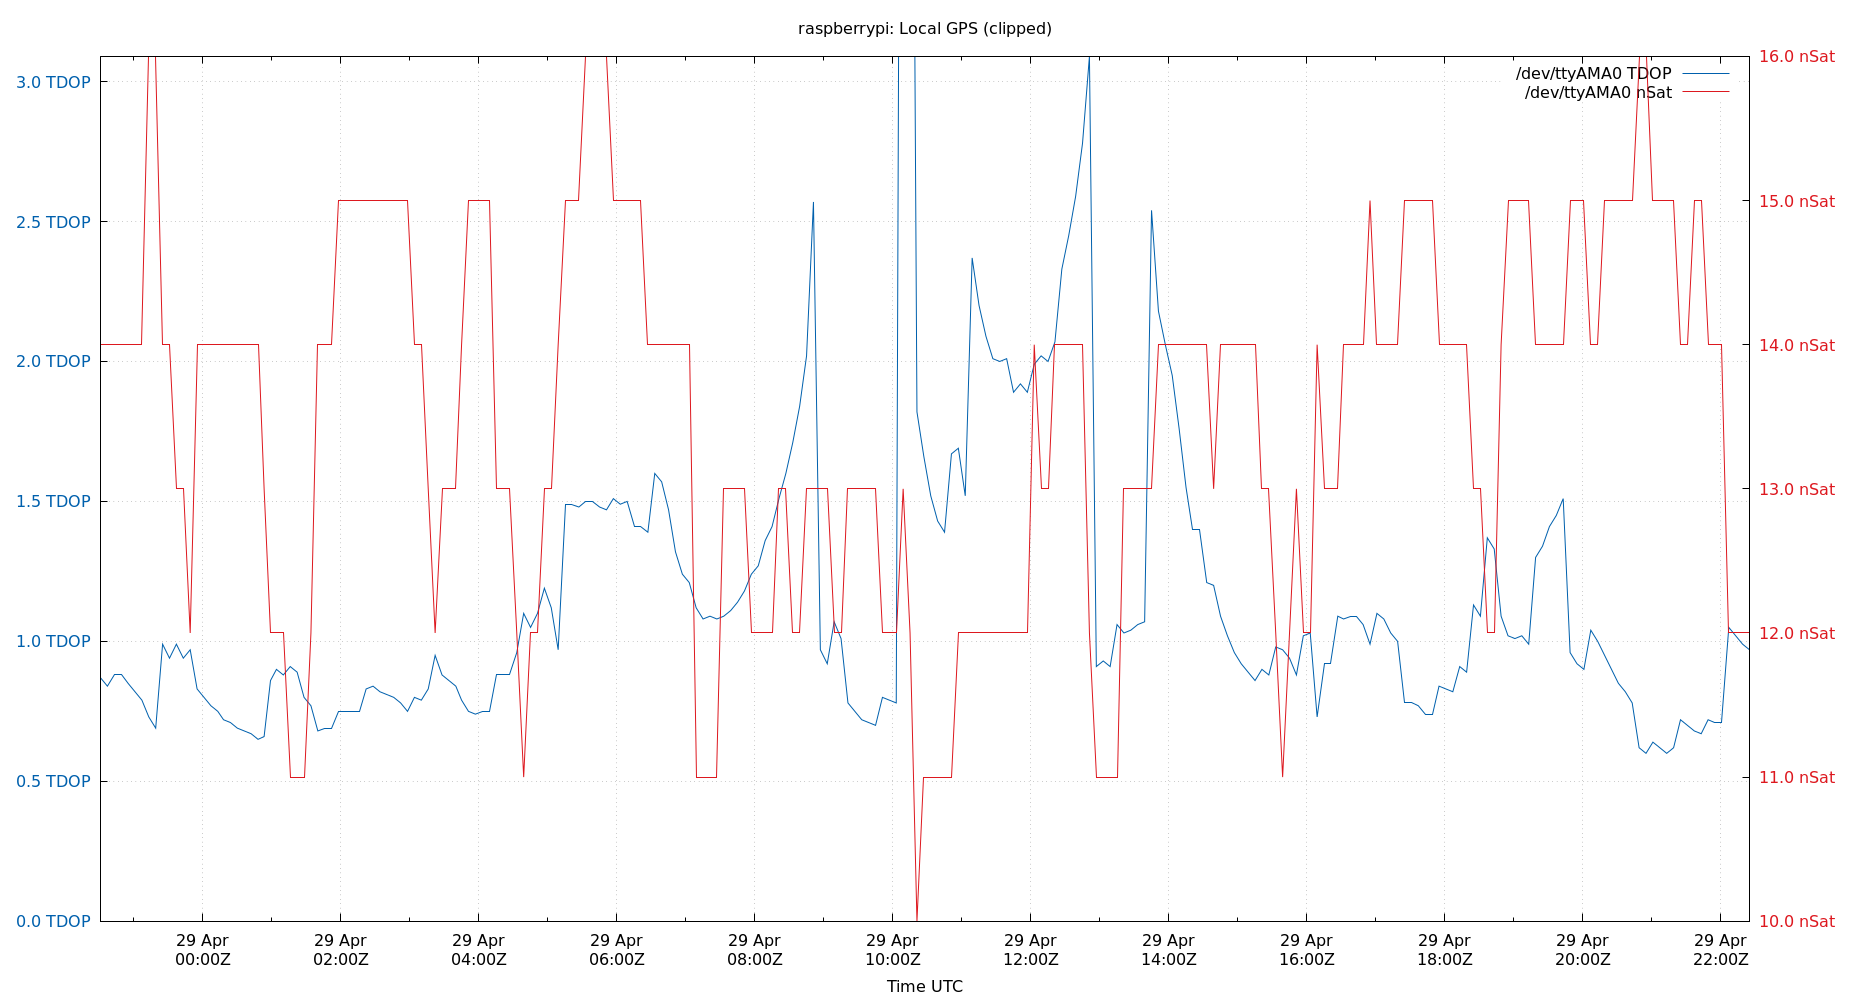 raspberrypi: Local GPS (clipped)
3.0 TDOP
2.5 TDOP
2.0 TDOP
1.5 TDOP
1.0 TDOP
0.5 TDOP
0.0 TDOP
16.0 nSat
15.0 nSat
14.0 nSat
13.0 nSat
12.0 nSat
11.0 nSat
10.0 nSat
/dev/ttyAMA0 TDOP
/dev/ttyAMA0 nSat
29 Apr
00:00Z
29 Apr
02:00Z
29 Apr
04:00Z
29 Apr
06:00Z
29 Apr
08:00Z
29 Apr
10:00Z
29 Apr
12:00Z
29 Apr
14:00Z
29 Apr
16:00Z
29 Apr
18:00Z
29 Apr
20:00Z
29 Apr
22:00Z
Time UTC